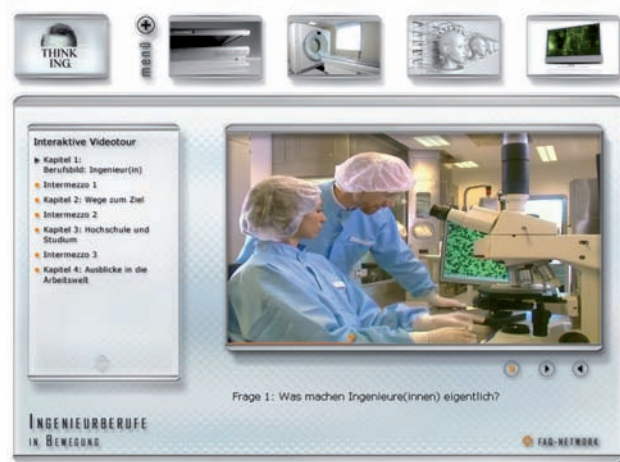 THINK
ING.
menü
Interaktive Videotour
Kapitel 1:
Berufsbild: Ingenieur(in)
Intermezzo 1
Kapitel 2: Wege zum Ziel
Intermezzo 2
Kapitel 3: Hochschule und
Studium
Intermezzo 3
Kapitel 4: Ausblicke in die
Arbeitswelt
Frage 1: Was machen Ingenieure(innen) eigentlich?
INGENIEURBERUFE
IN BEWEGUNG
FAQ-NETWORK